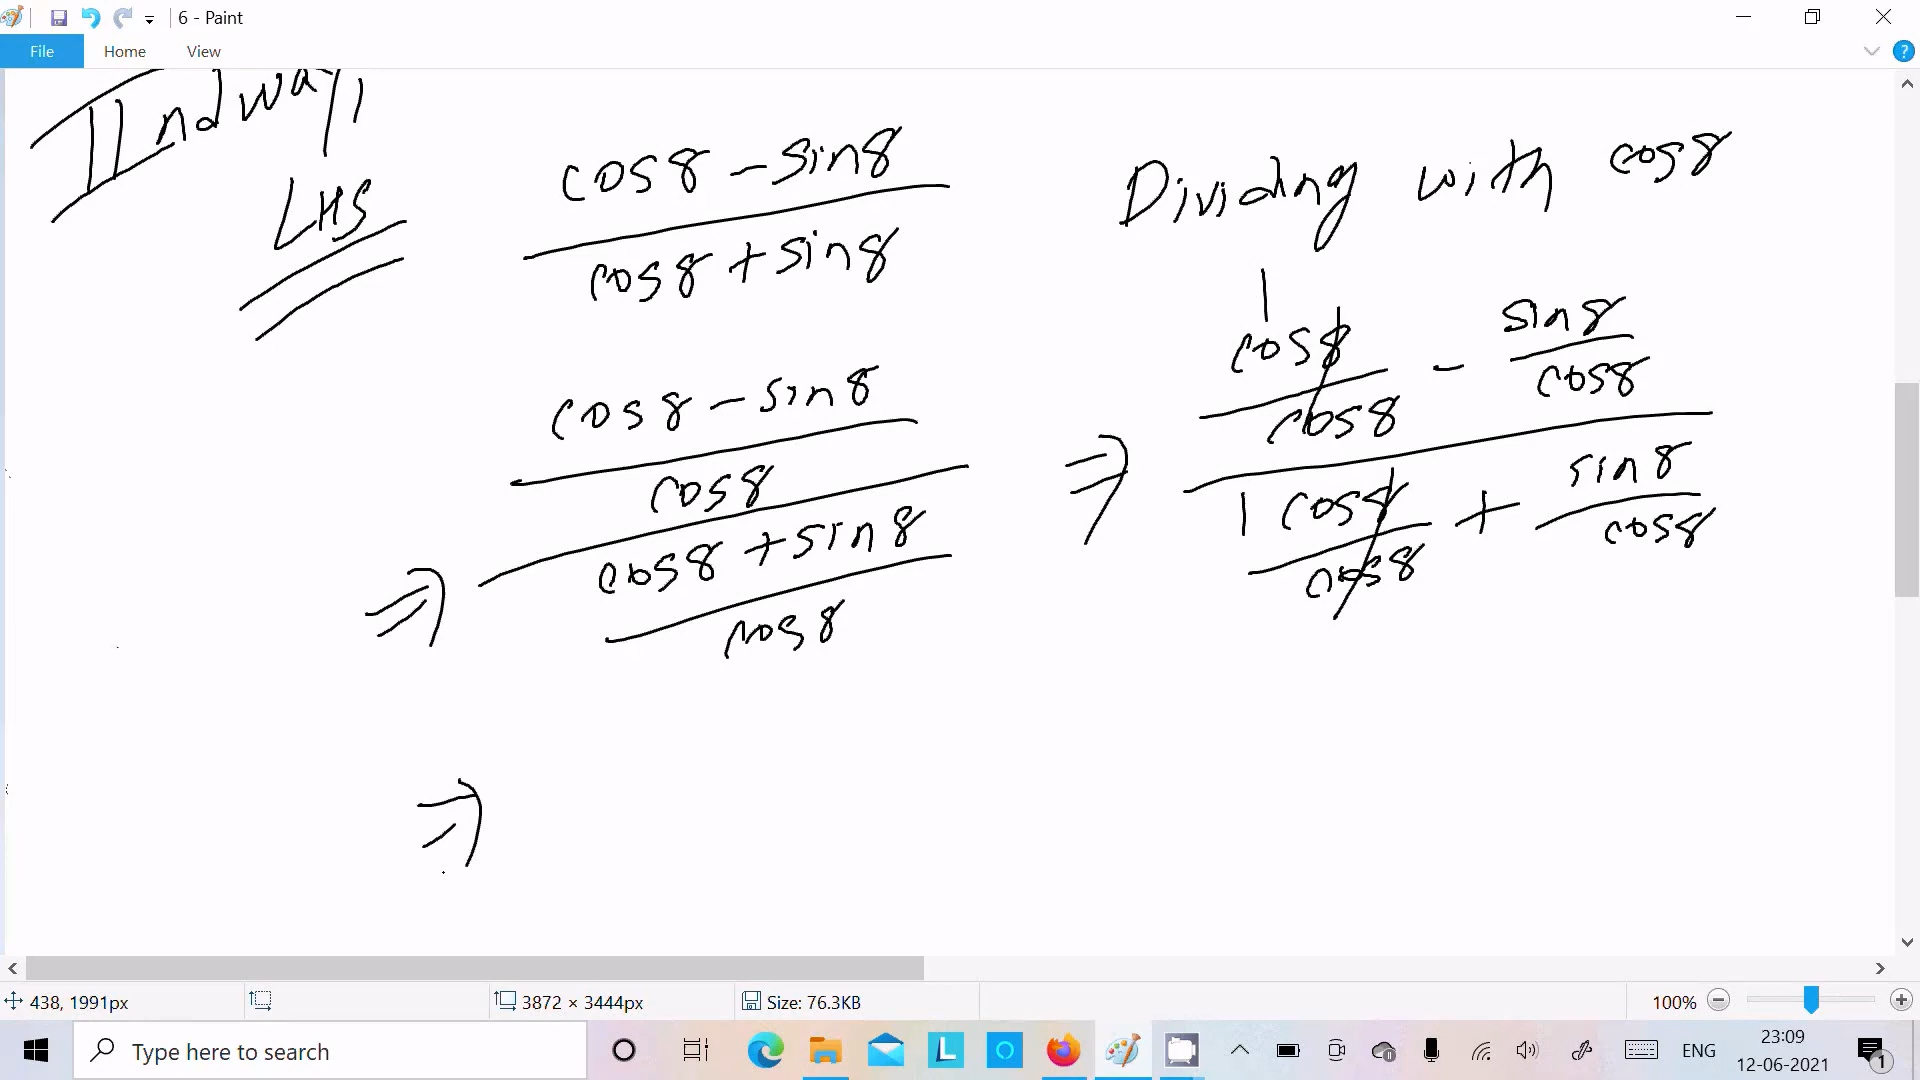 6 - Paint
File Home View
IInd way,
LHS
cos8 - sin8
cos8 + sin8
Dividing with cos8
cos8 - sin8
cos8
⇒
cos8 + sin8
cos8
⇒
1
cos8 - sin8
cos8 cos8
1 cos8 + sin8
cos8 cos8
⇒
438, 1991px
3872 × 3444px
Size: 76.3KB
100%
Type here to search
ENG
23:09
12-06-2021
1